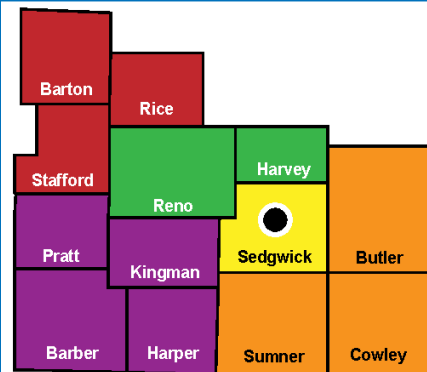 Barton
Rice
Stafford
Harvey
Reno
Pratt
Kingman
Sedgwick
Butler
Barber
Harper
Sumner
Cowley